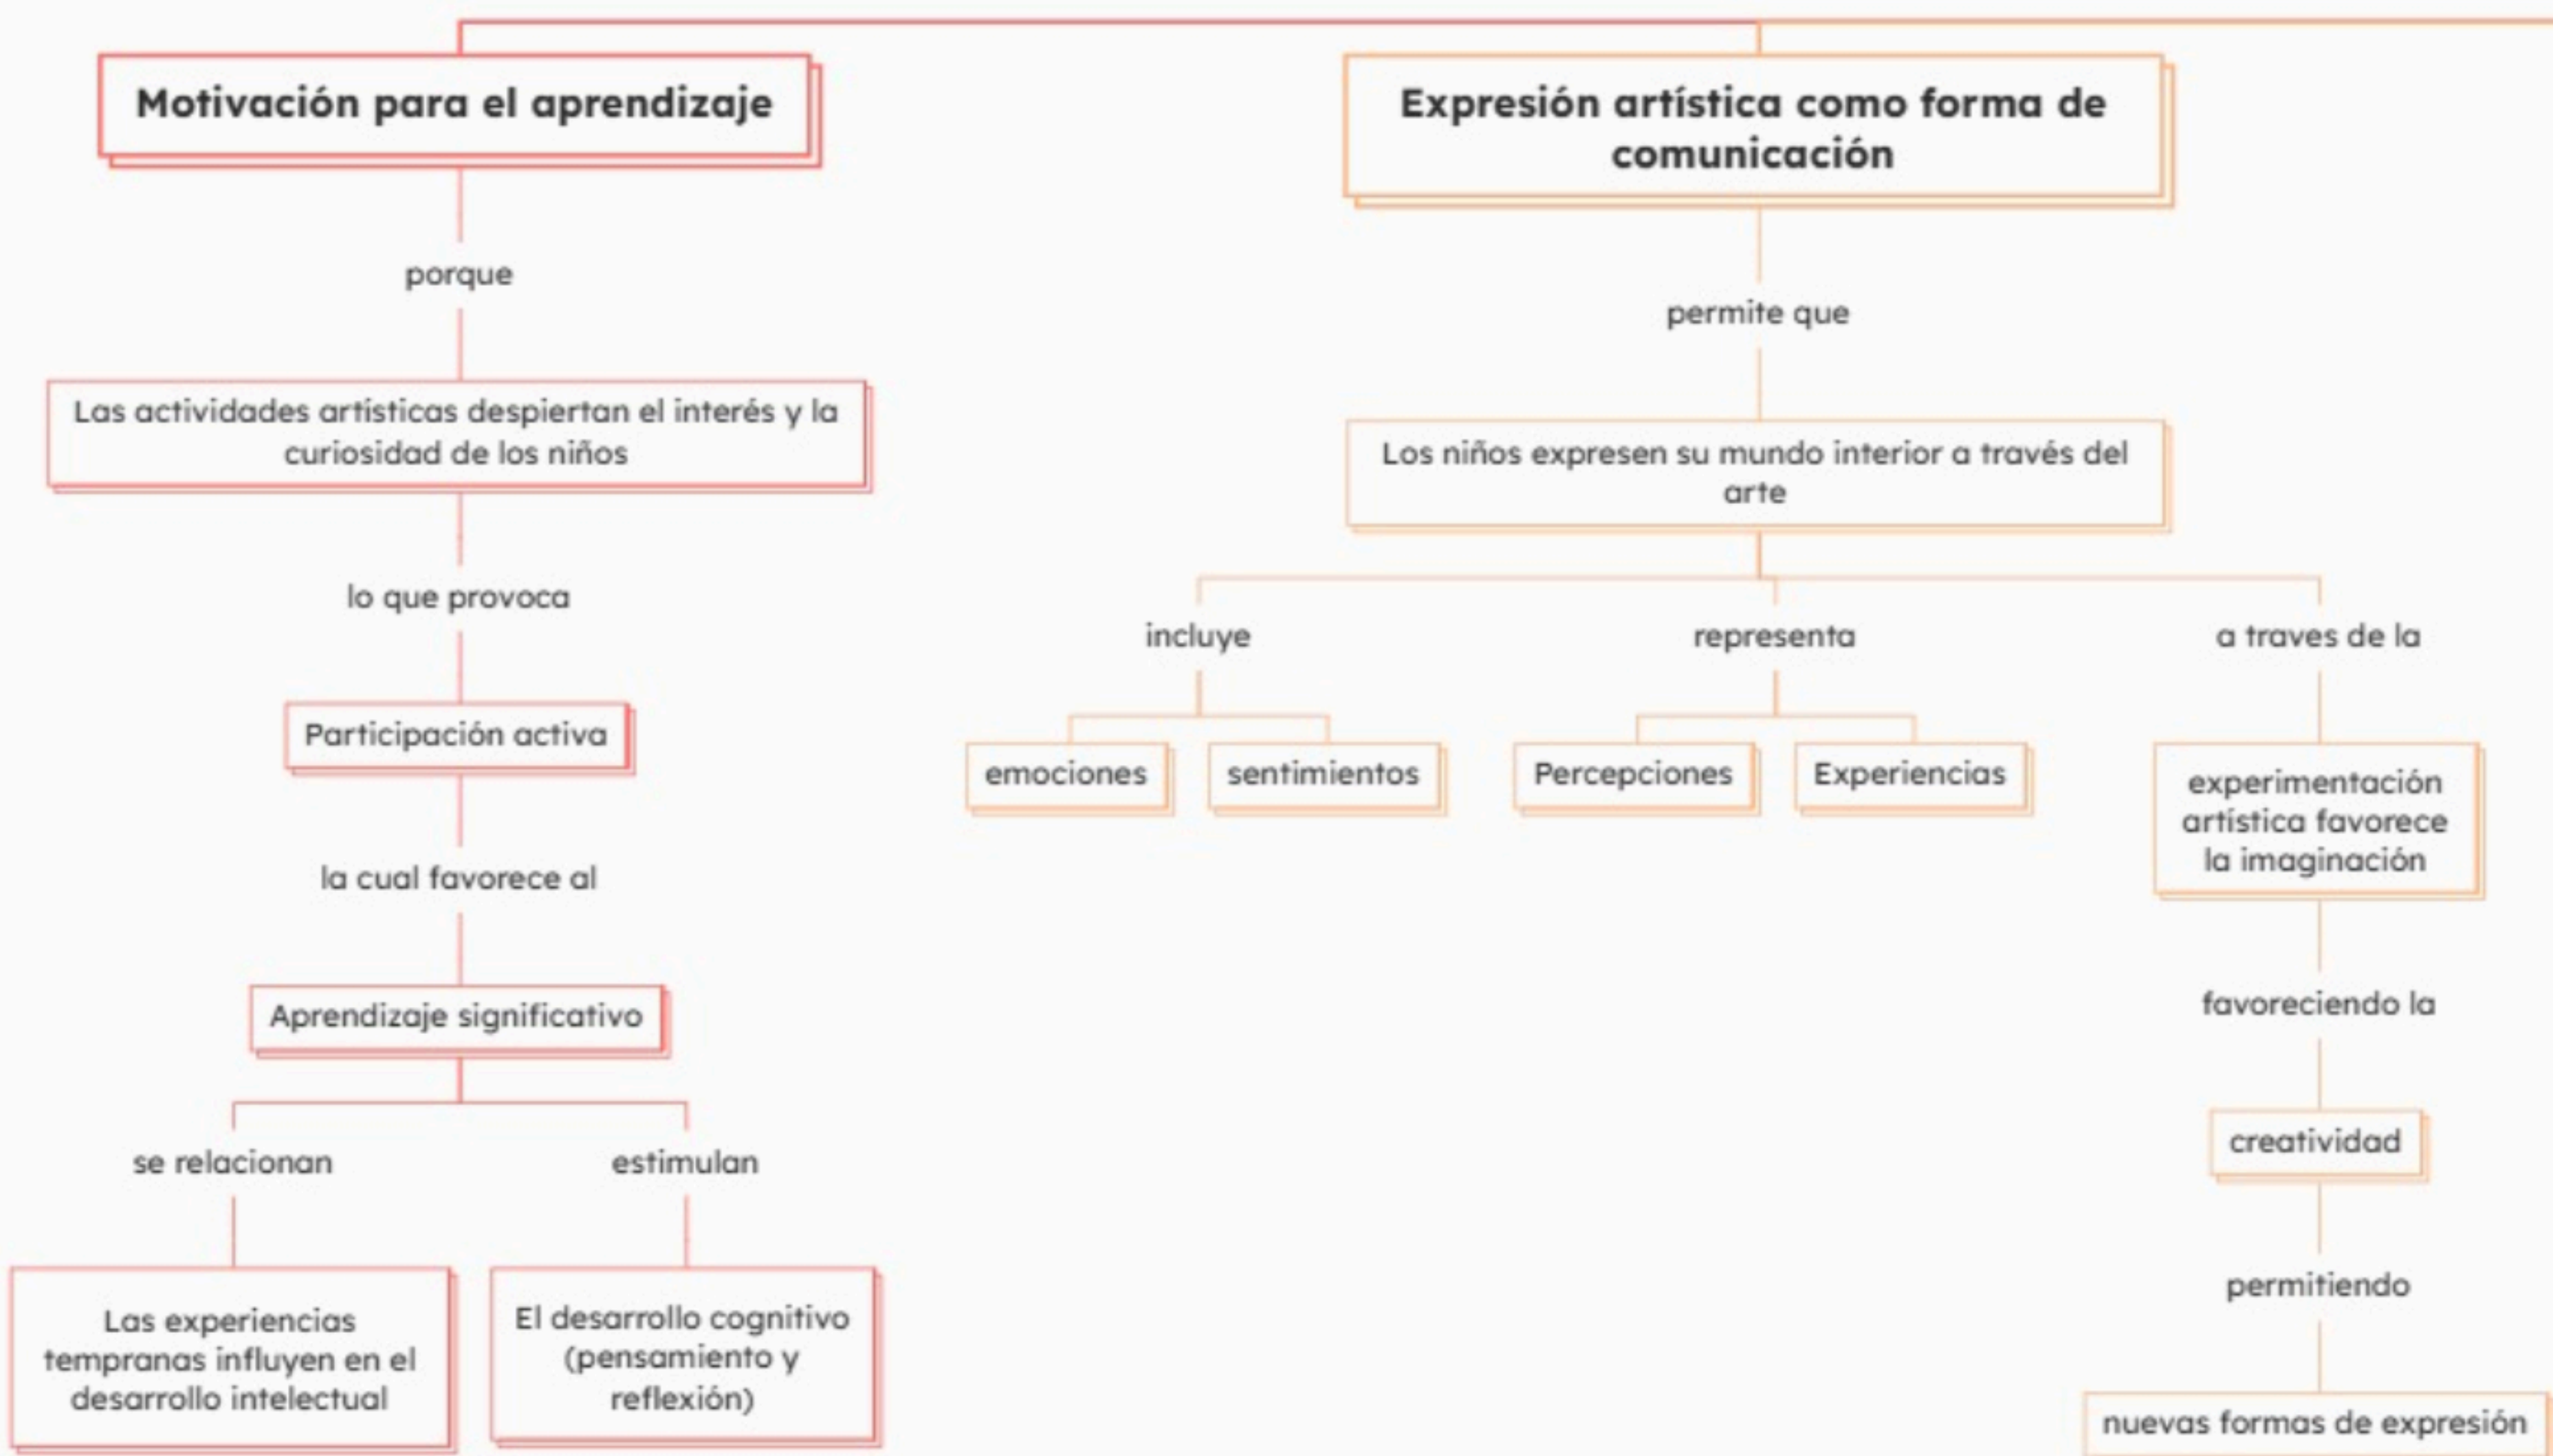 Motivación para el aprendizaje
porque
Las actividades artísticas despiertan el interés y la
curiosidad de los niños
lo que provoca
Participación activa
la cual favorece al
Aprendizaje significativo
se relacionan
estimulan
Las experiencias
tempranas influyen en el
desarrollo intelectual
El desarrollo cognitivo
(pensamiento y
reflexión)
Expresión artística como forma de
comunicación
permite que
Los niños expresen su mundo interior a través del
arte
incluye
representa
a traves de la
emociones
sentimientos
Percepciones
Experiencias
experimentación
artística favorece
la imaginación
favoreciendo la
creatividad
permitiendo
nuevas formas de expresión